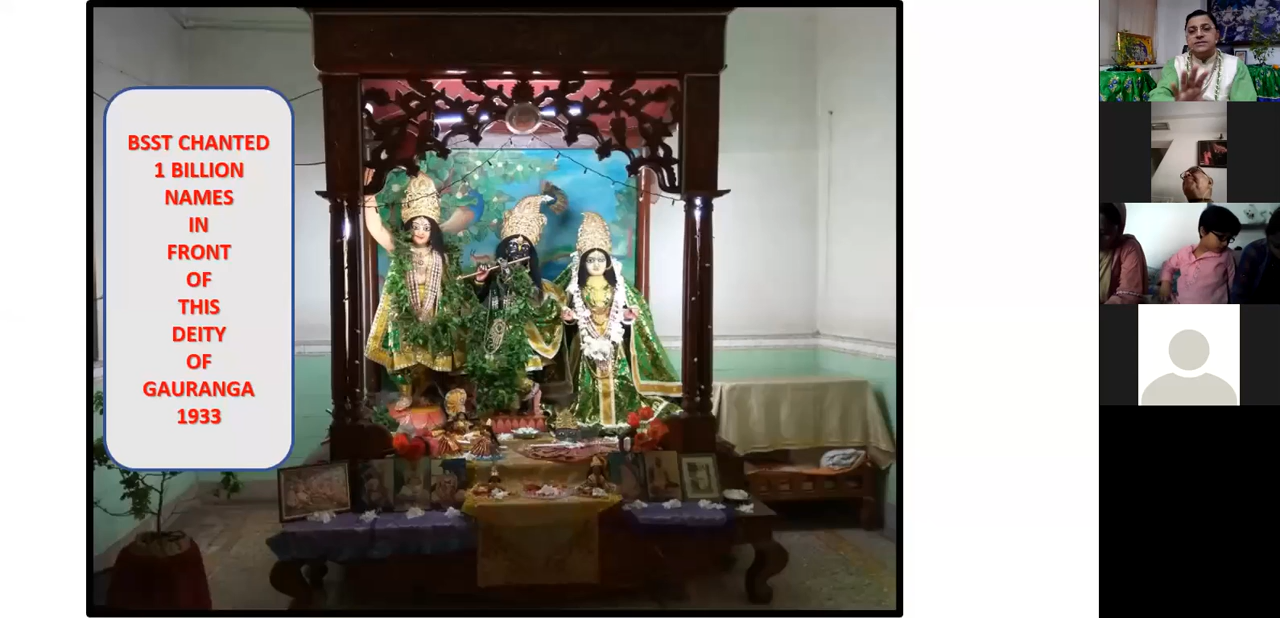 BSST CHANTED
1 BILLION
NAMES
IN
FRONT
OF
THIS
DEITY
OF
GAURANGA
1933